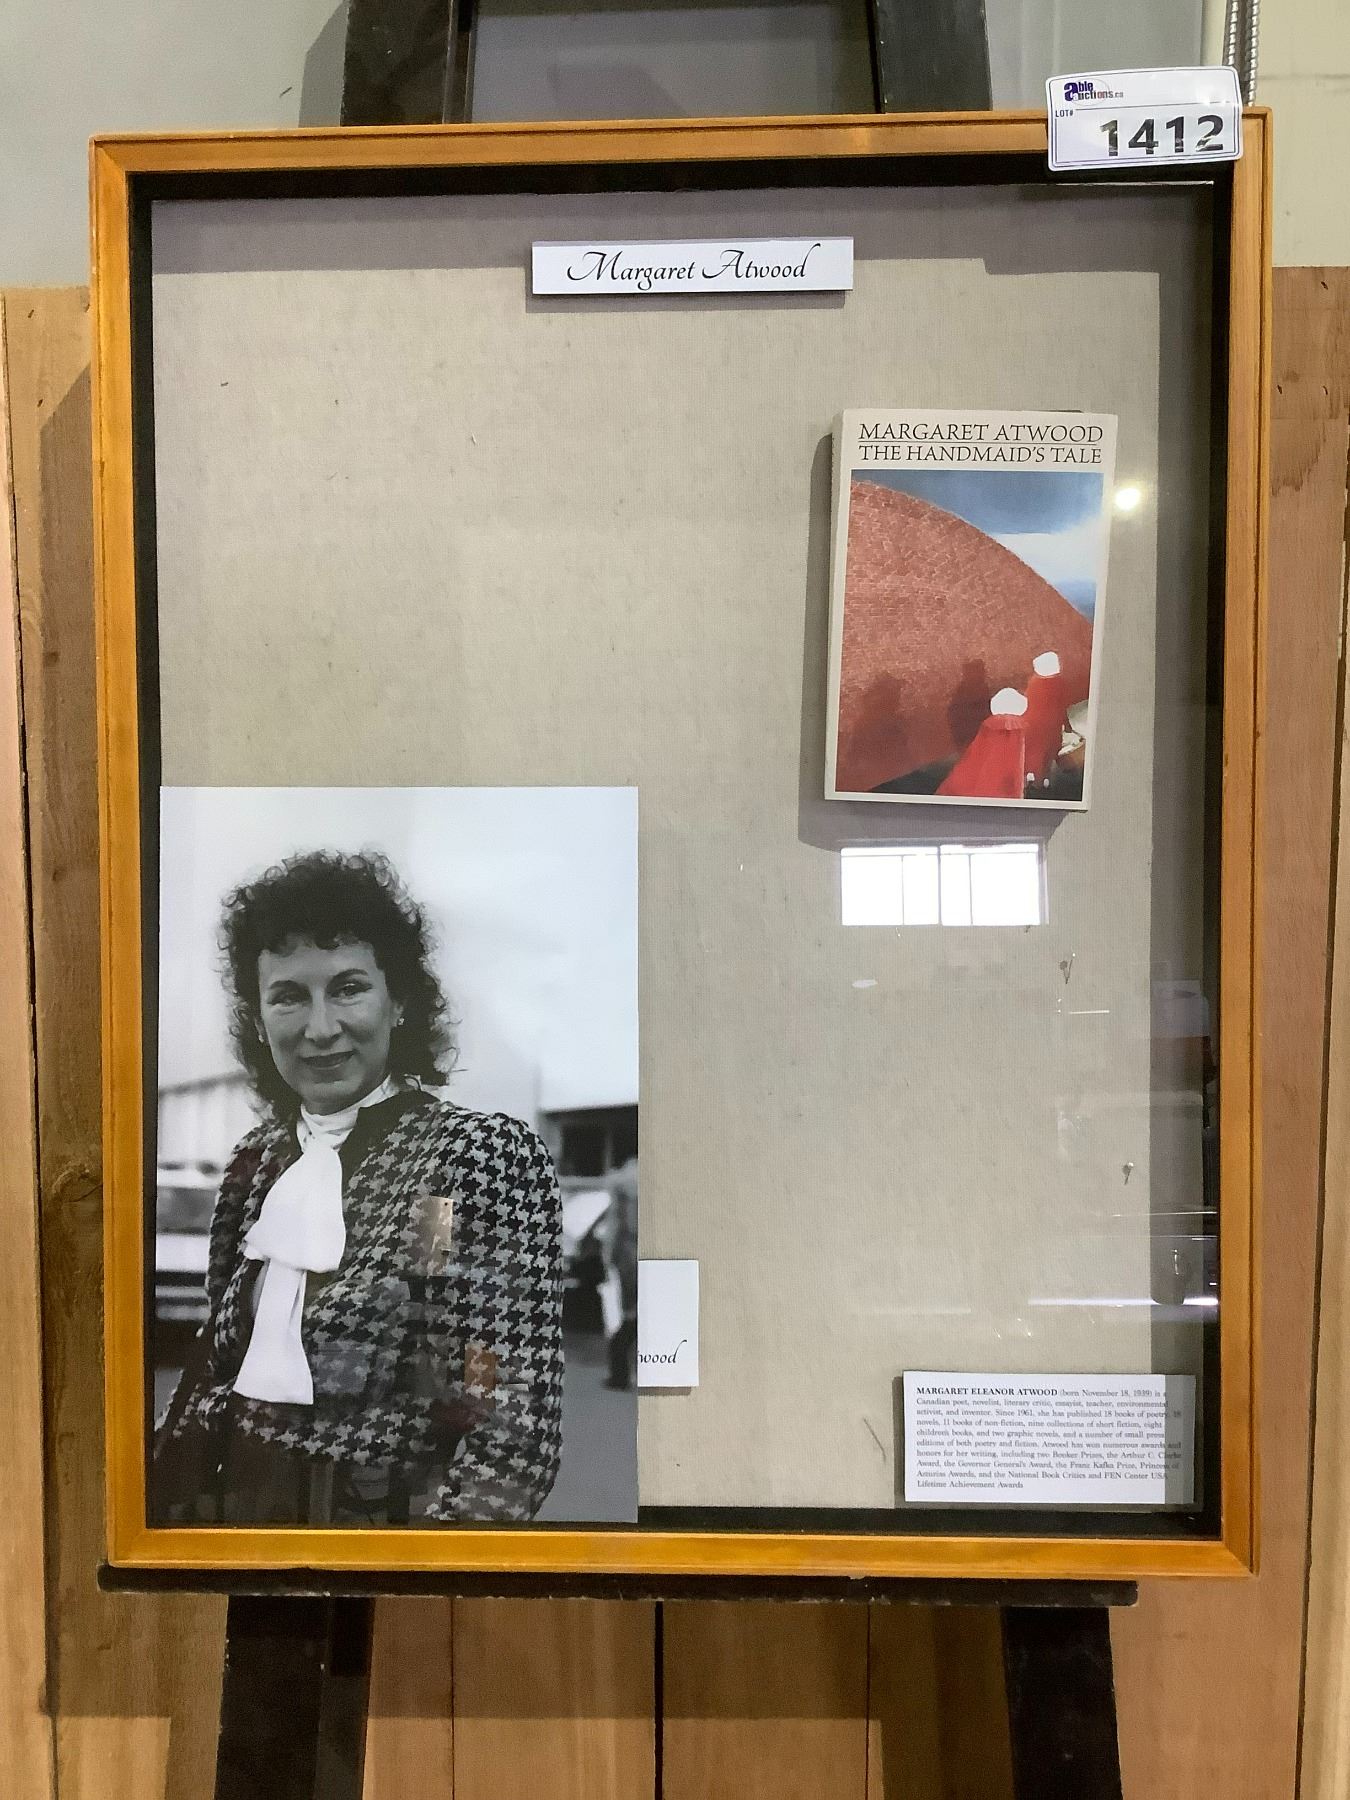 able
auctions.ca
LOT#
1412
Margaret Atwood
MARGARET ATWOOD
THE HANDMAID'S TALE
wood
MARGARET ELEANOR ATWOOD (born November 18, 1939) is a
Canadian poet, novelist, literary critic, essayist, teacher, environmental
activist, and inventor. Since 1961, she has published 18 books of poetry, 18
novels, 11 books of non-fiction, nine collections of short fiction, eight
children's books, and two graphic novels, and a number of small press
editions of both poetry and fiction. Atwood has won numerous awards and
honors for her writing, including two Booker Prizes, the Arthur C. Clarke
Award, the Governor General's Award, the Franz Kafka Prize, Princess of
Asturias Awards, and the National Book Critics and PEN Center USA
Lifetime Achievement Awards